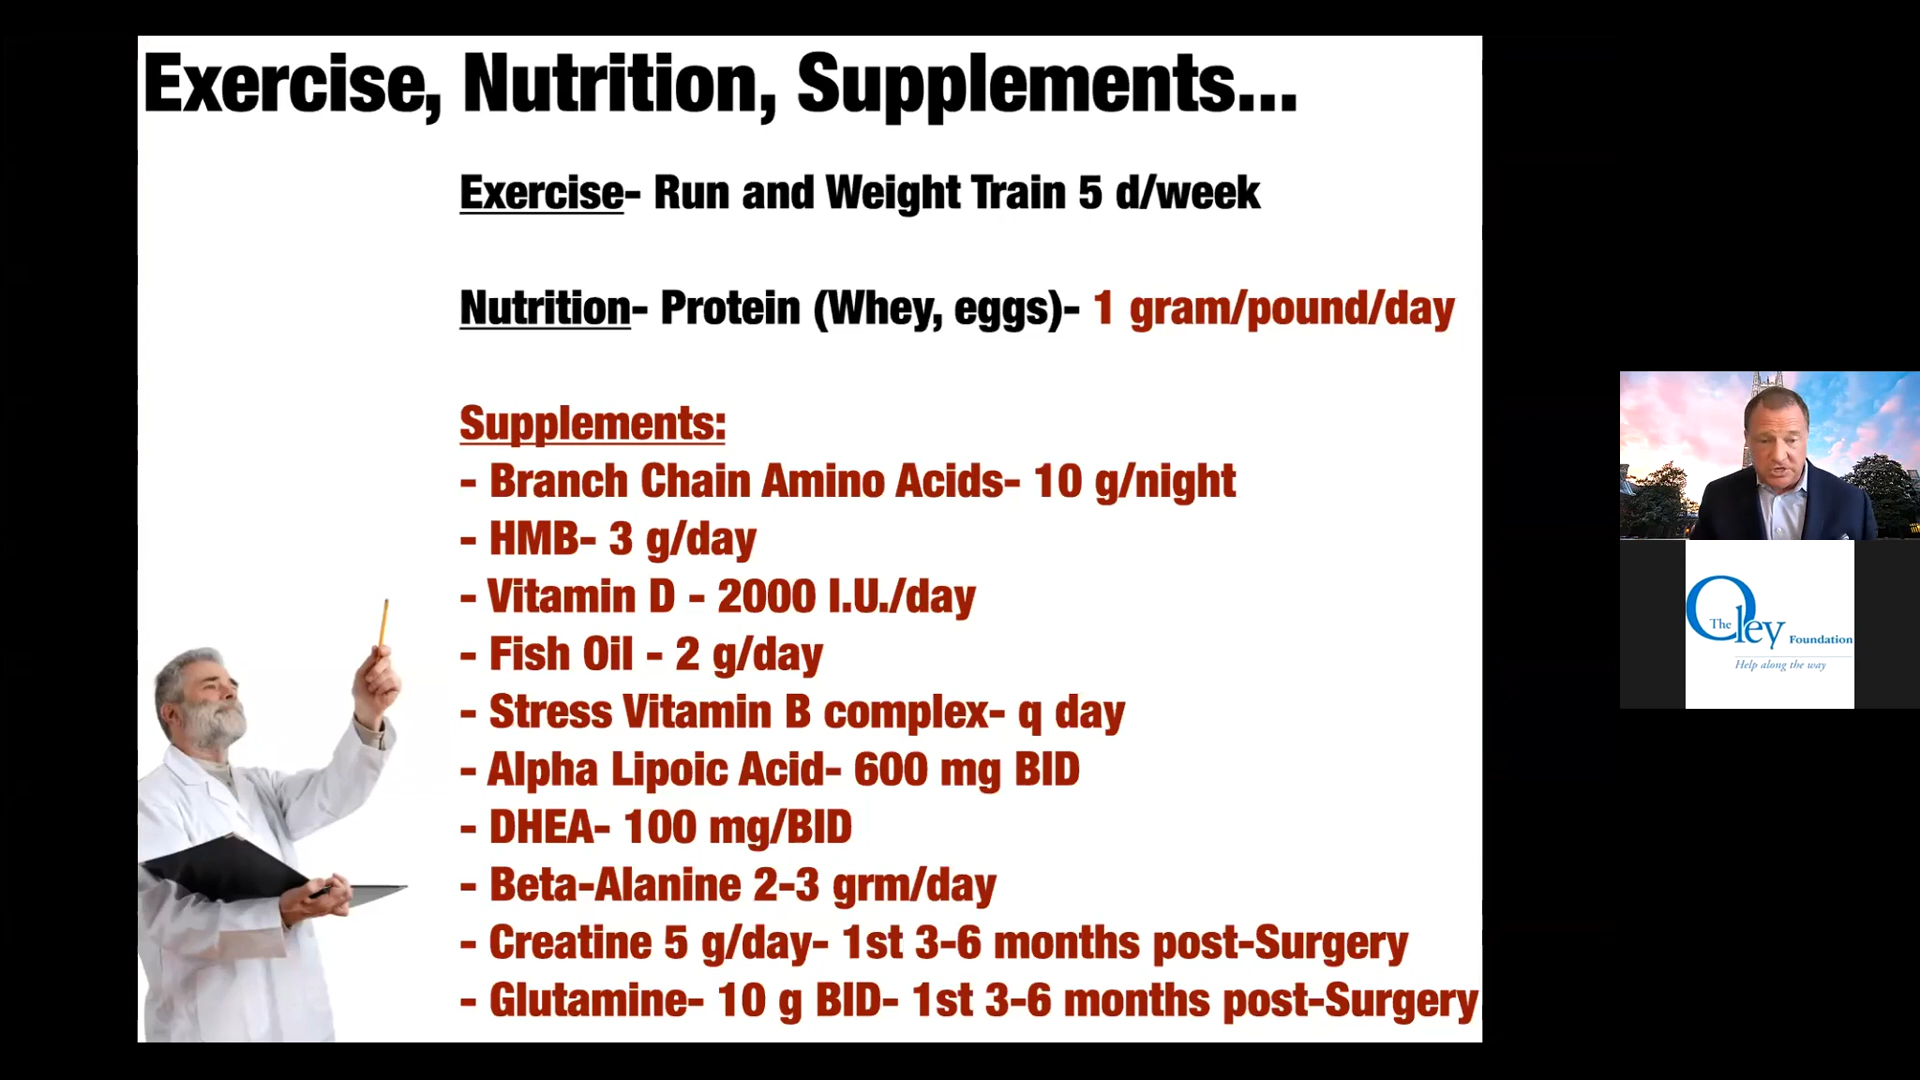 Exercise, Nutrition, Supplements...
Exercise- Run and Weight Train 5 d/week
Nutrition- Protein (Whey, eggs)- 1 gram/pound/day
Supplements:
- Branch Chain Amino Acids- 10 g/night
- HMB- 3 g/day
- Vitamin D - 2000 I.U./day
- Fish Oil - 2 g/day
- Stress Vitamin B complex- q day
- Alpha Lipoic Acid- 600 mg BID
- DHEA- 100 mg/BID
- Beta-Alanine 2-3 grm/day
- Creatine 5 g/day- 1st 3-6 months post-Surgery
- Glutamine- 10 g BID- 1st 3-6 months post-Surgery
The Oley Foundation
Help along the way